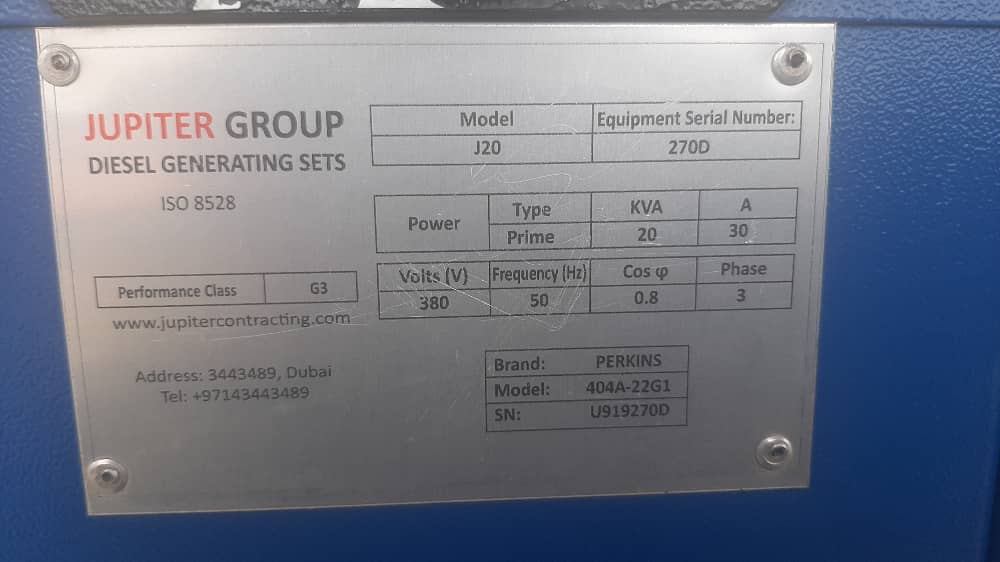 JUPITER GROUP
DIESEL GENERATING SETS
ISO 8528
Performance Class G3
www.jupitercontracting.com
Address: 3443489, Dubai
Tel: +97143443489
Model Equipment Serial Number:
J20 270D
Power Type KVA A
Prime 20 30
Volts (V) Frequency (Hz) Cos φ Phase
380 50 0.8 3
Brand: PERKINS
Model: 404A-22G1
SN: U919270D